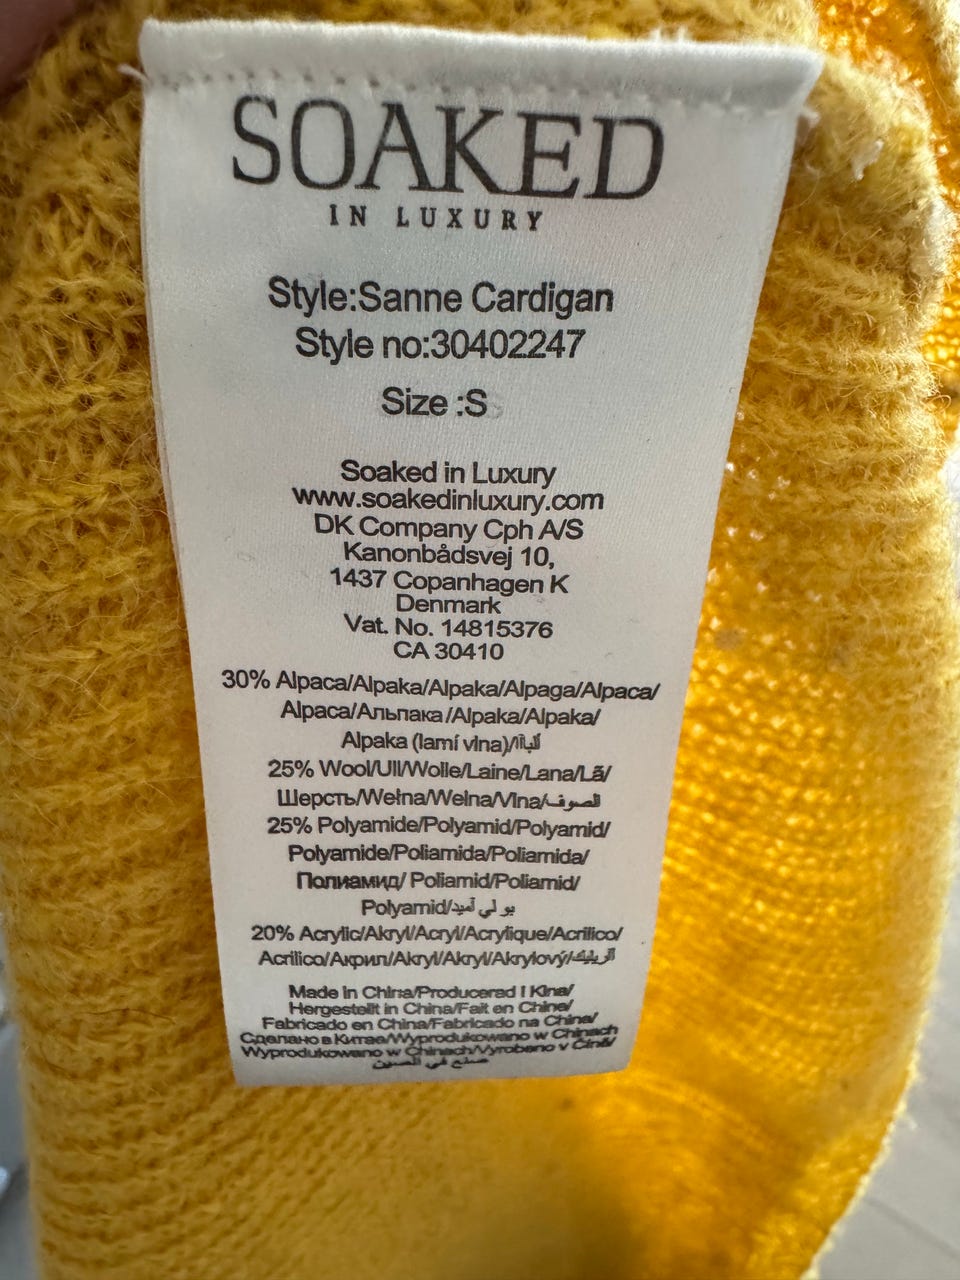 SOAKED
IN LUXURY
Style:Sanne Cardigan
Style no:30402247
Size :S
Soaked in Luxury
www.soakedinluxury.com
DK Company Cph A/S
Kanonbådsvej 10,
1437 Copanhagen K
Denmark
Vat. No. 14815376
CA 30410
30% Alpaca/Alpaka/Alpaka/Alpaga/Alpaca/
Alpaca/Альпака/Alpaka/Alpaka/
Alpaka (lamí vlna)/
25% Wool/Ull/Wolle/Laine/Lana/Lã/
Шерсть/Wełna/Wełna/Vlna/الصوف
25% Polyamide/Polyamid/Polyamid/
Polyamide/Poliamida/Poliamida/
Полиамид/ Poliamid/Poliamid/
Polyamid/بو لي أميد
20% Acrylic/Akryl/Acryl/Acrylique/Acrilico/
Acrilico/Акрил/Akryl/Akryl/Akrylový/
Made in China/Producerad I Kina/
Hergestellt in China/Fait en Chine/
Fabricado en China/Fabricado na China/
Сделано в Китае/Wyprodukowano w Chinach
Wyprodukowano w Chinach/Vyrobeno v Číně/
صنع في الصين